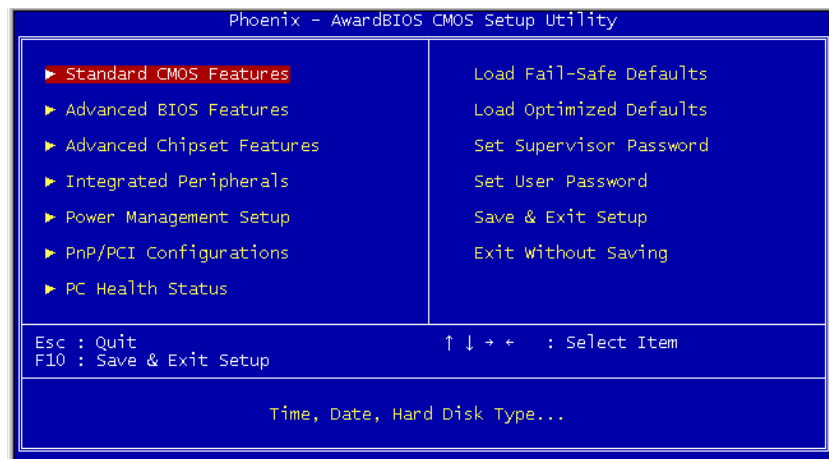 Phoenix - AwardBIOS CMOS Setup Utility
► Standard CMOS Features
► Advanced BIOS Features
► Advanced Chipset Features
► Integrated Peripherals
► Power Management Setup
► PnP/PCI Configurations
► PC Health Status
Load Fail-Safe Defaults
Load Optimized Defaults
Set Supervisor Password
Set User Password
Save & Exit Setup
Exit Without Saving
Esc : Quit
F10 : Save & Exit Setup
↑ ↓ → ← : Select Item
Time, Date, Hard Disk Type...